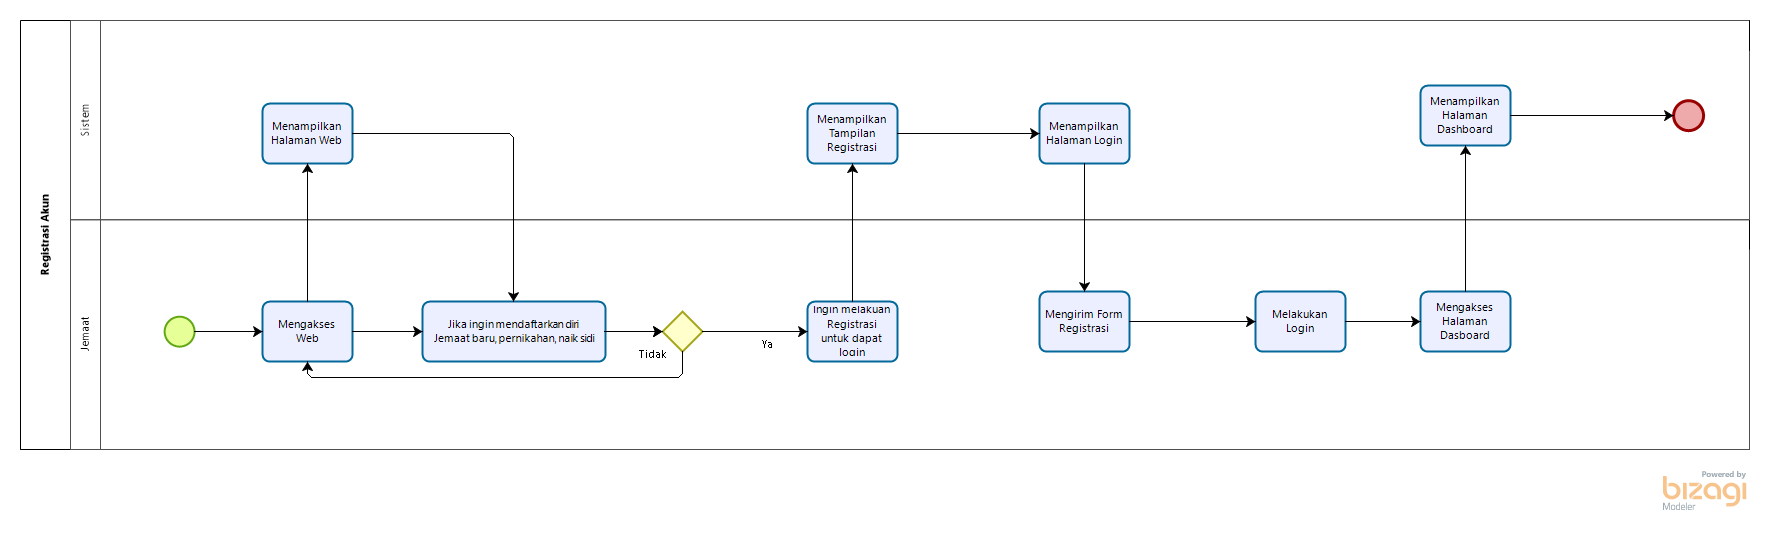 Registrasi Akun
Sistem
Menampilkan
Halaman Web
Menampilkan
Tampilan
Registrasi
Menampilkan
Halaman Login
Menampilkan
Halaman
Dashboard
Jemaat
Mengakses
Web
Jika ingin mendaftarkan diri
Jemaat baru, pernikahan, naik sidi
Tidak
Ya
Ingin melakuan
Registrasi
untuk dapat
login
Mengirim Form
Registrasi
Melakukan
Login
Mengakses
Halaman
Dasboard
Powered by
bizagi
Modeler